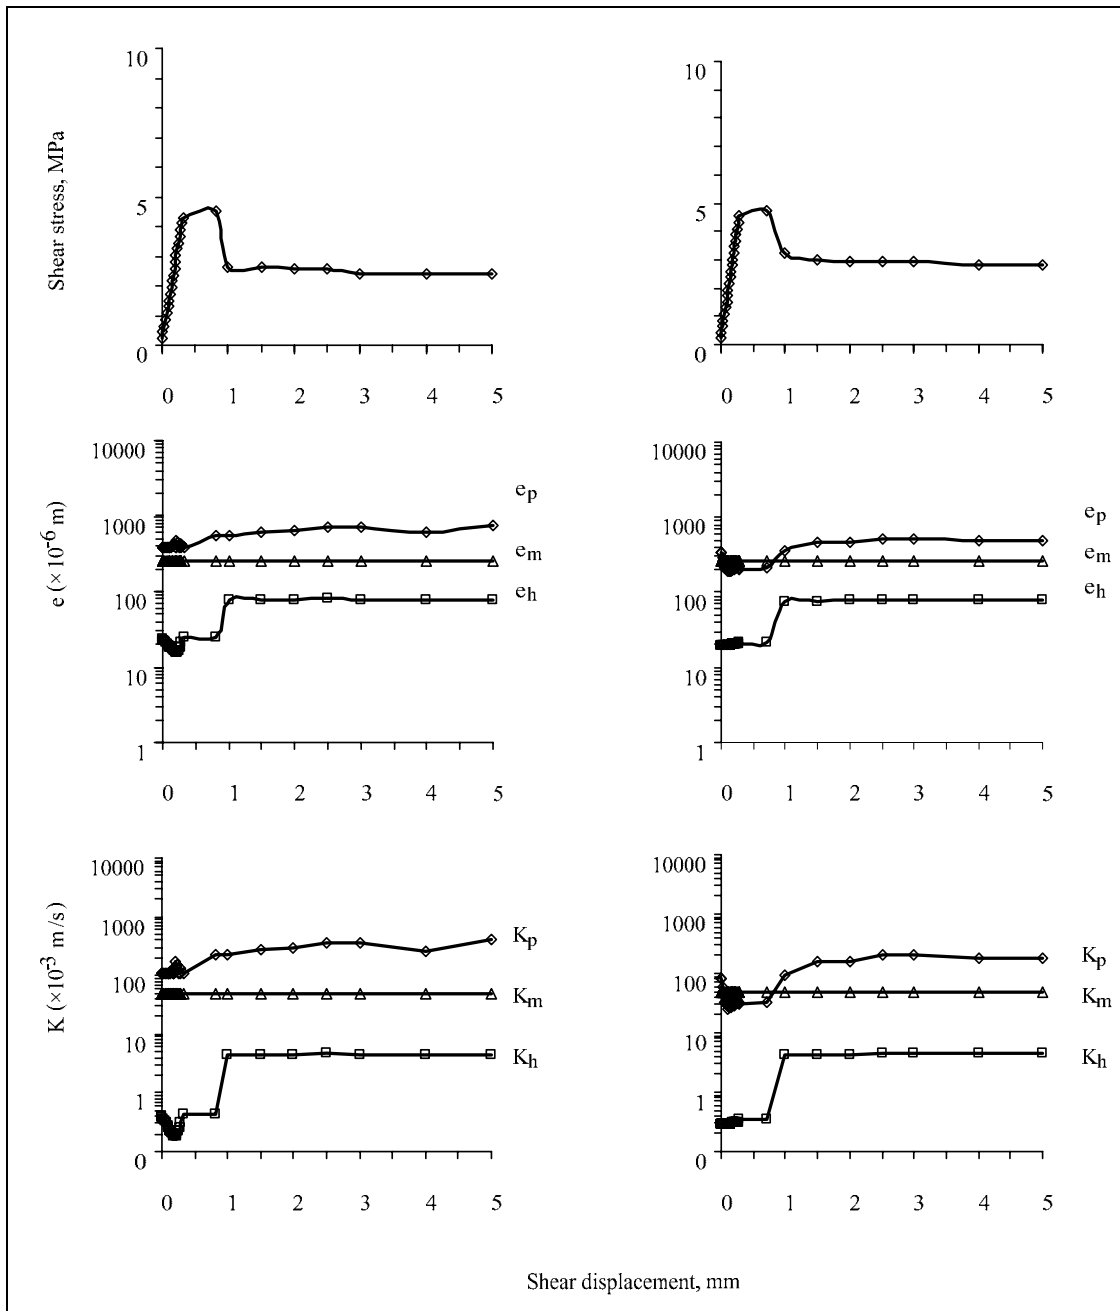 10
5
0
Shear stress, MPa
0 1 2 3 4 5
10
5
0
0 1 2 3 4 5
10000
1000
100
10
1
e (×10⁻⁶ m)
e_p
e_m
e_h
0 1 2 3 4 5
10000
1000
100
10
1
e_p
e_m
e_h
0 1 2 3 4 5
10000
1000
100
10
1
0
K (×10⁻³ m/s)
K_p
K_m
K_h
0 1 2 3 4 5
10000
1000
100
10
1
0
K_p
K_m
K_h
0 1 2 3 4 5
Shear displacement, mm